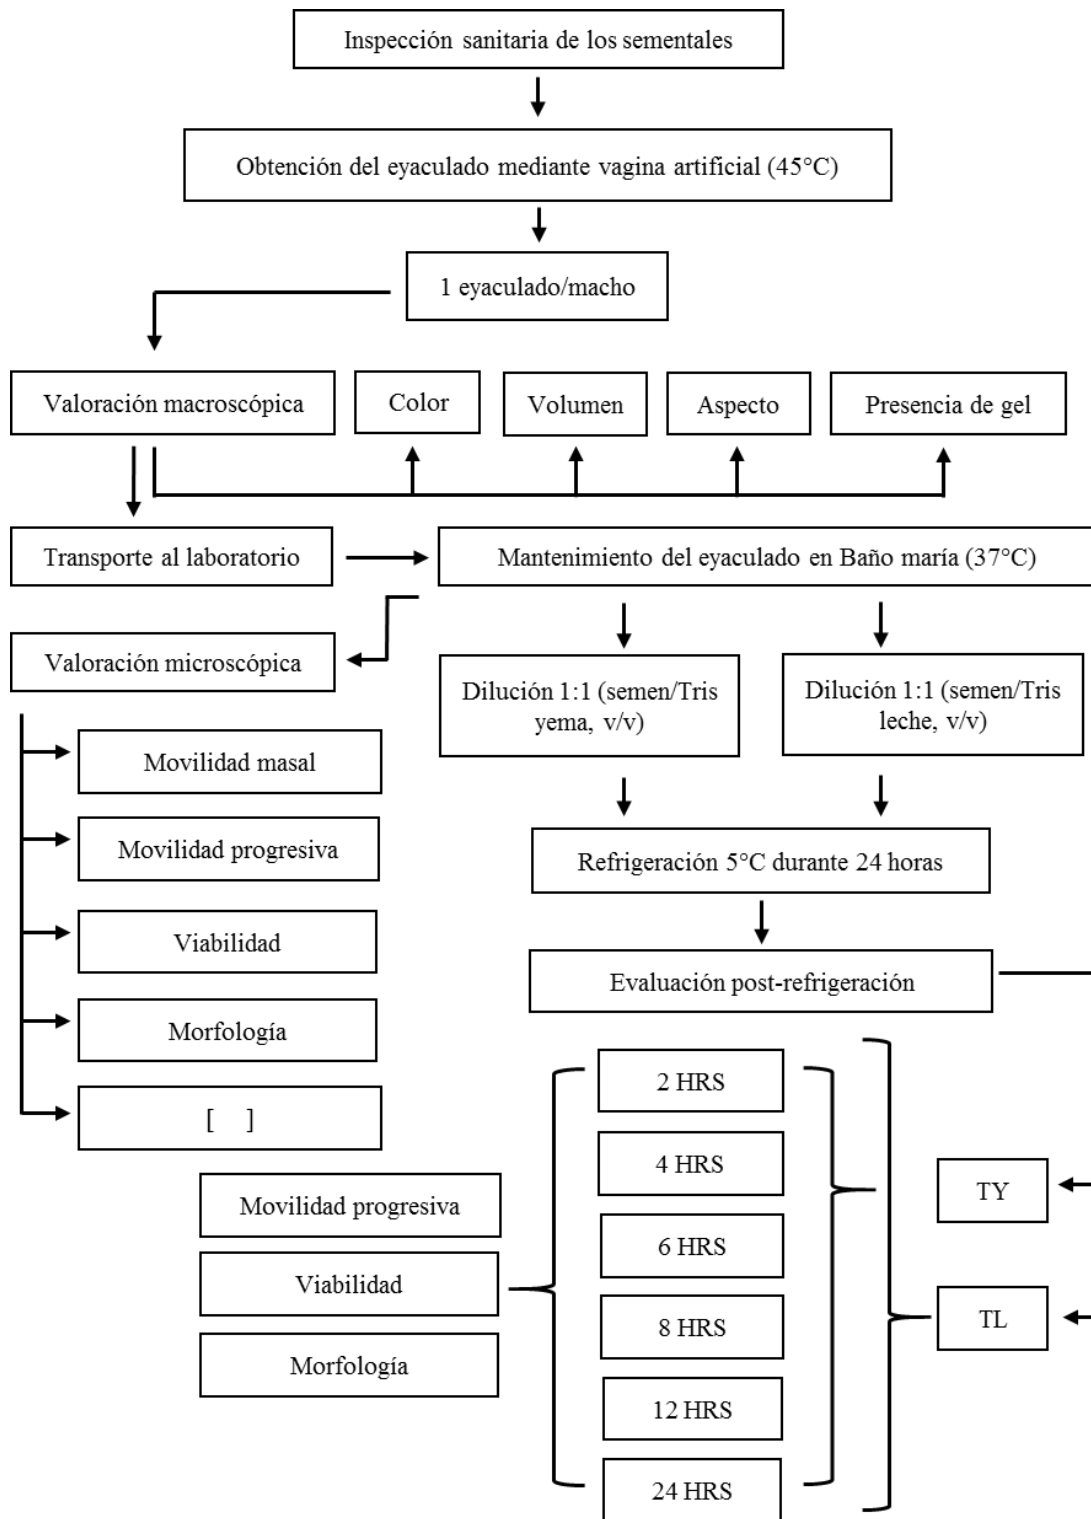 Inspección sanitaria de los sementales
Obtención del eyaculado mediante vagina artificial (45°C)
1 eyaculado/macho
Valoración macroscópica
Color
Volumen
Aspecto
Presencia de gel
Transporte al laboratorio
Mantenimiento del eyaculado en Baño maría (37°C)
Valoración microscópica
Dilución 1:1 (semen/Tris
yema, v/v)
Dilución 1:1 (semen/Tris
leche, v/v)
Movilidad masal
Movilidad progresiva
Viabilidad
Morfología
[ ]
Refrigeración 5°C durante 24 horas
Evaluación post-refrigeración
2 HRS
4 HRS
6 HRS
8 HRS
12 HRS
24 HRS
Movilidad progresiva
Viabilidad
Morfología
TY
TL